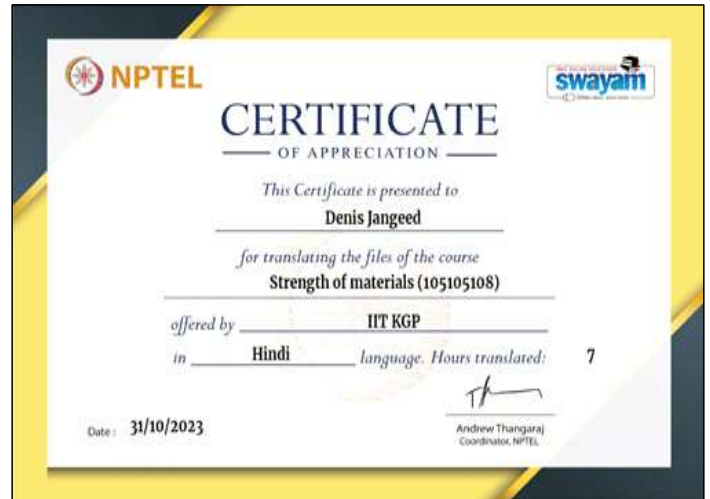 NPTEL
swayam
CERTIFICATE
OF APPRECIATION
This Certificate is presented to
Denis Jangeed
for translating the files of the course
Strength of materials (105105108)
offered by IIT KGP
in Hindi language. Hours translated: 7
Date : 31/10/2023
Andrew Thangaraj
Coordinator, NPTEL